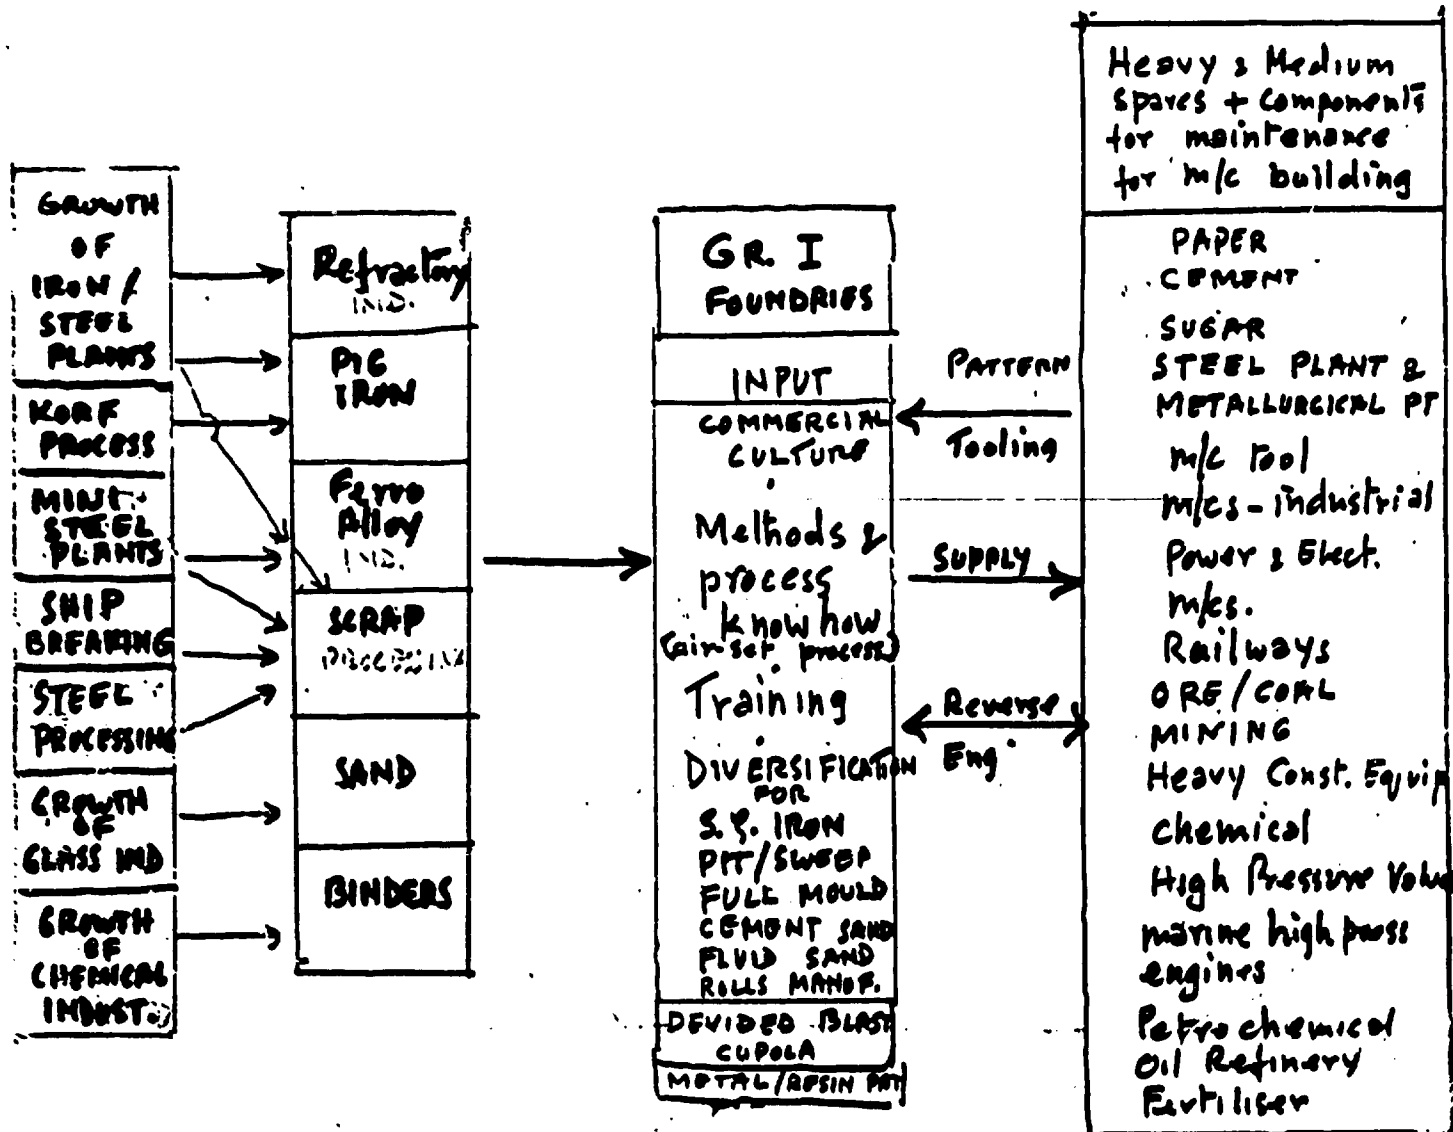 GROWTH
OF
IRON /
STEEL
PLANTS
KORF
PROCESS
MINI-
STEEL
PLANTS
SHIP
BREAKING
STEEL
PROCESSING
GROWTH
OF
GLASS IND
GROWTH
OF
CHEMICAL
INDUST.
Refractory
IND.
PIG
IRON
Ferro
Alloy
IND.
SCRAP
PROCESSING
SAND
BINDERS
GR. I
FOUNDRIES
INPUT
COMMERCIAL
CULTURE
Methods &
process
know how
(air-set process)
Training
DIVERSIFICATION
FOR
S.G. IRON
PIT/SWEEP
FULL MOULD
CEMENT SAND
FLUID SAND
ROLLS MANUF.
DEVIDED BLAST
CUPOLA
METAL/RESIN PAT
PATTERN
Tooling
SUPPLY
Reverse
Eng.
Heavy & Medium
spares + components
for maintenance
for m/c building
PAPER
CEMENT
SUGAR
STEEL PLANT &
METALLURGICAL PT
m/c tool
m/cs - industrial
Power & Elect.
m/cs.
Railways
ORE/COAL
MINING
Heavy Const. Equip
chemical
High Pressure Valve
marine high press
engines
Petrochemical
Oil Refinery
Fertiliser